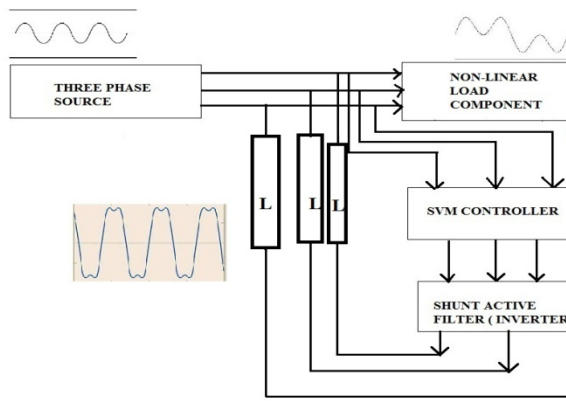 THREE PHASE
SOURCE
NON-LINEAR
LOAD
COMPONENT
L
L
L
SVM CONTROLLER
SHUNT ACTIVE
FILTER ( INVERTER